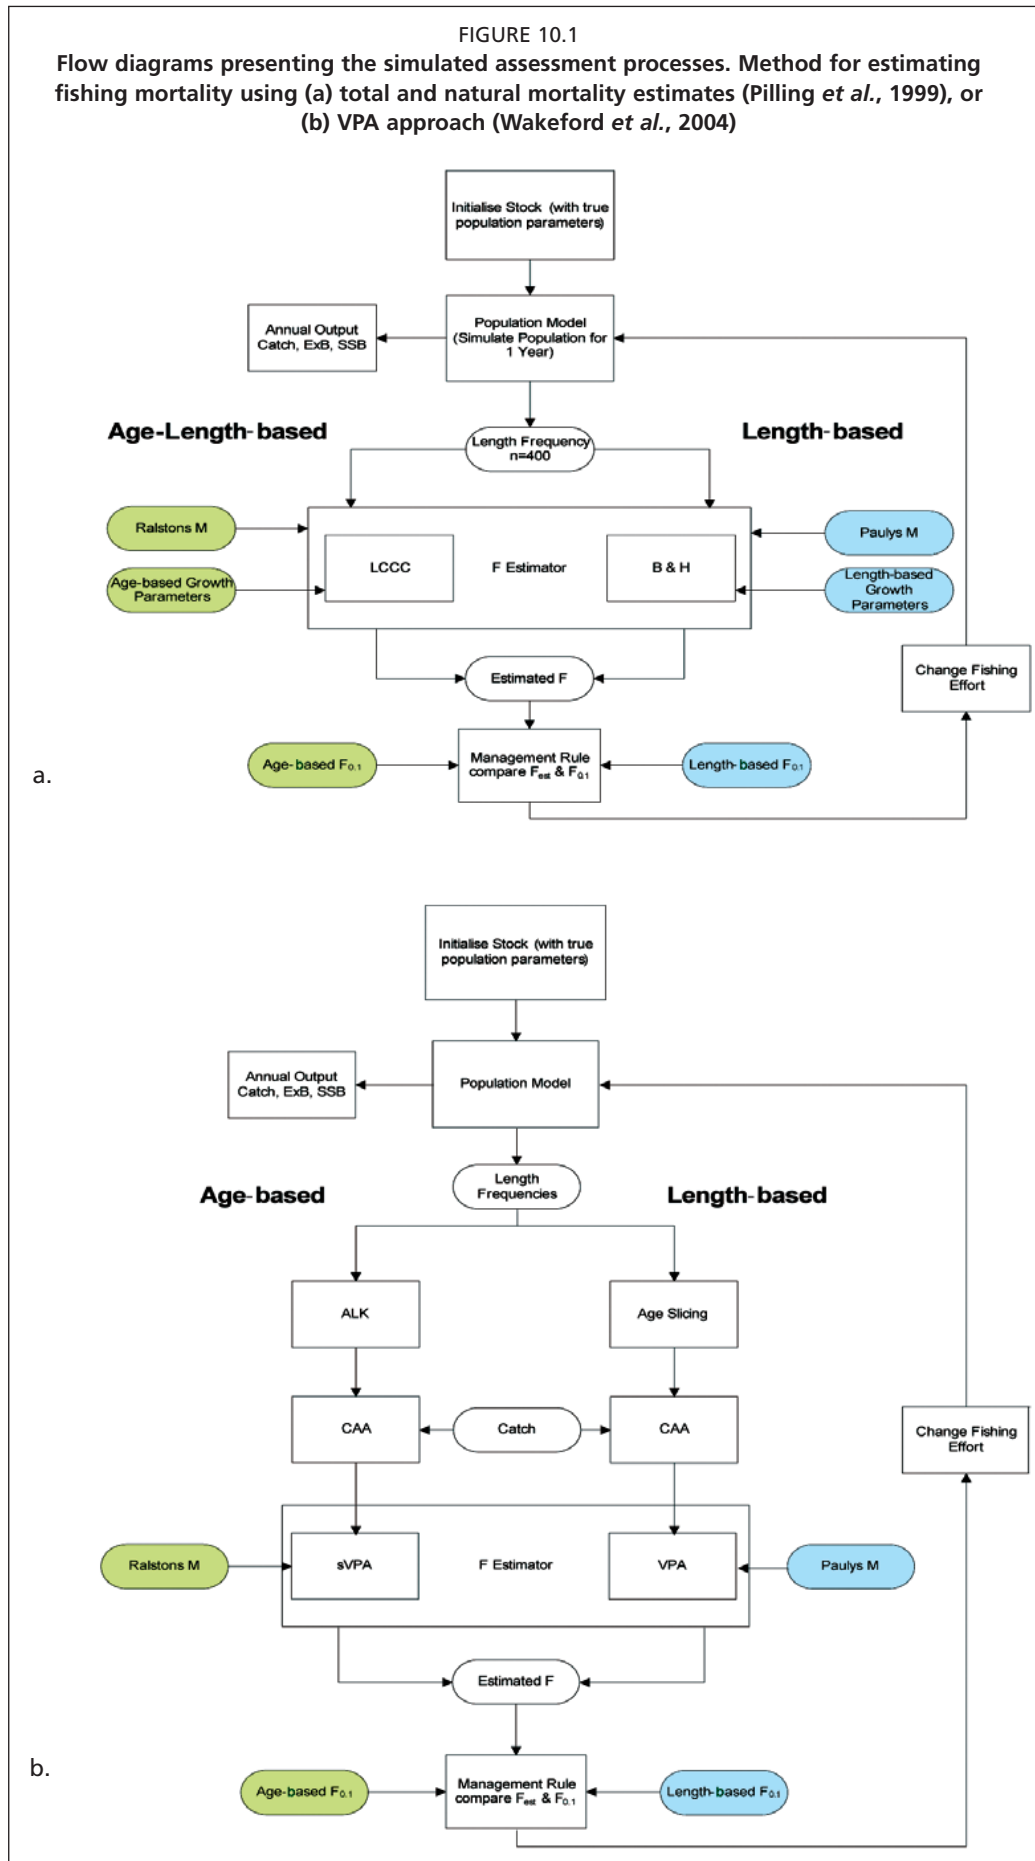 FIGURE 10.1
Flow diagrams presenting the simulated assessment processes. Method for estimating
fishing mortality using (a) total and natural mortality estimates (Pilling et al., 1999), or
(b) VPA approach (Wakeford et al., 2004)
Initialise Stock (with true
population parameters)
Annual Output
Catch, ExB, SSB
Population Model
(Simulate Population for
1 Year)
Age-Length-based
Length Frequency
n=400
Length-based
Ralstons M
Paulys M
LCCC
F Estimator
B & H
Age-based Growth
Parameters
Length-based
Growth
Parameters
Estimated F
Change Fishing
Effort
a.
Age-based F0.1
Management Rule
compare Fest & F0.1
Length-based F0.1
Initialise Stock (with true
population parameters)
Annual Output
Catch, ExB, SSB
Population Model
Age-based
Length
Frequencies
Length-based
ALK
Age Slicing
CAA
Catch
CAA
Change Fishing
Effort
Ralstons M
sVPA
F Estimator
VPA
Paulys M
Estimated F
b.
Age-based F0.1
Management Rule
compare Fest & F0.1
Length-based F0.1